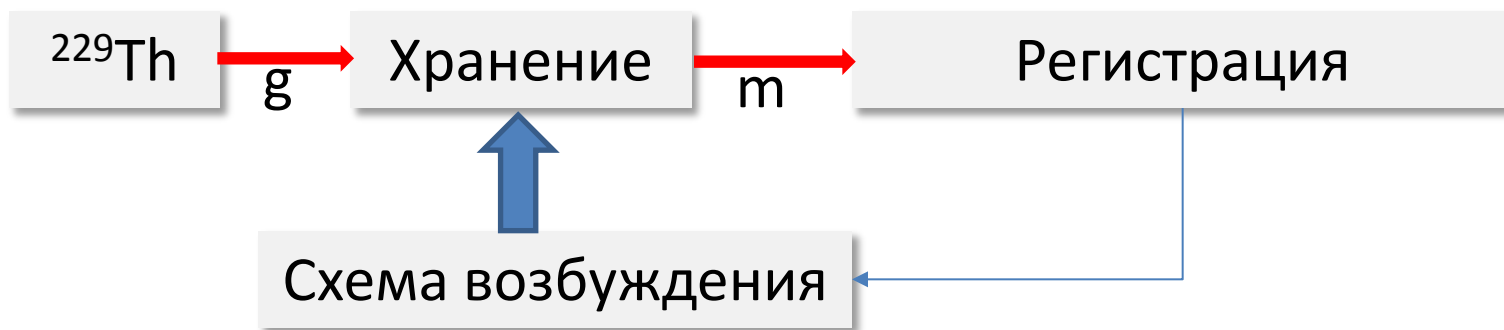 ²²⁹Th
g
Хранение
m
Регистрация
Схема возбуждения